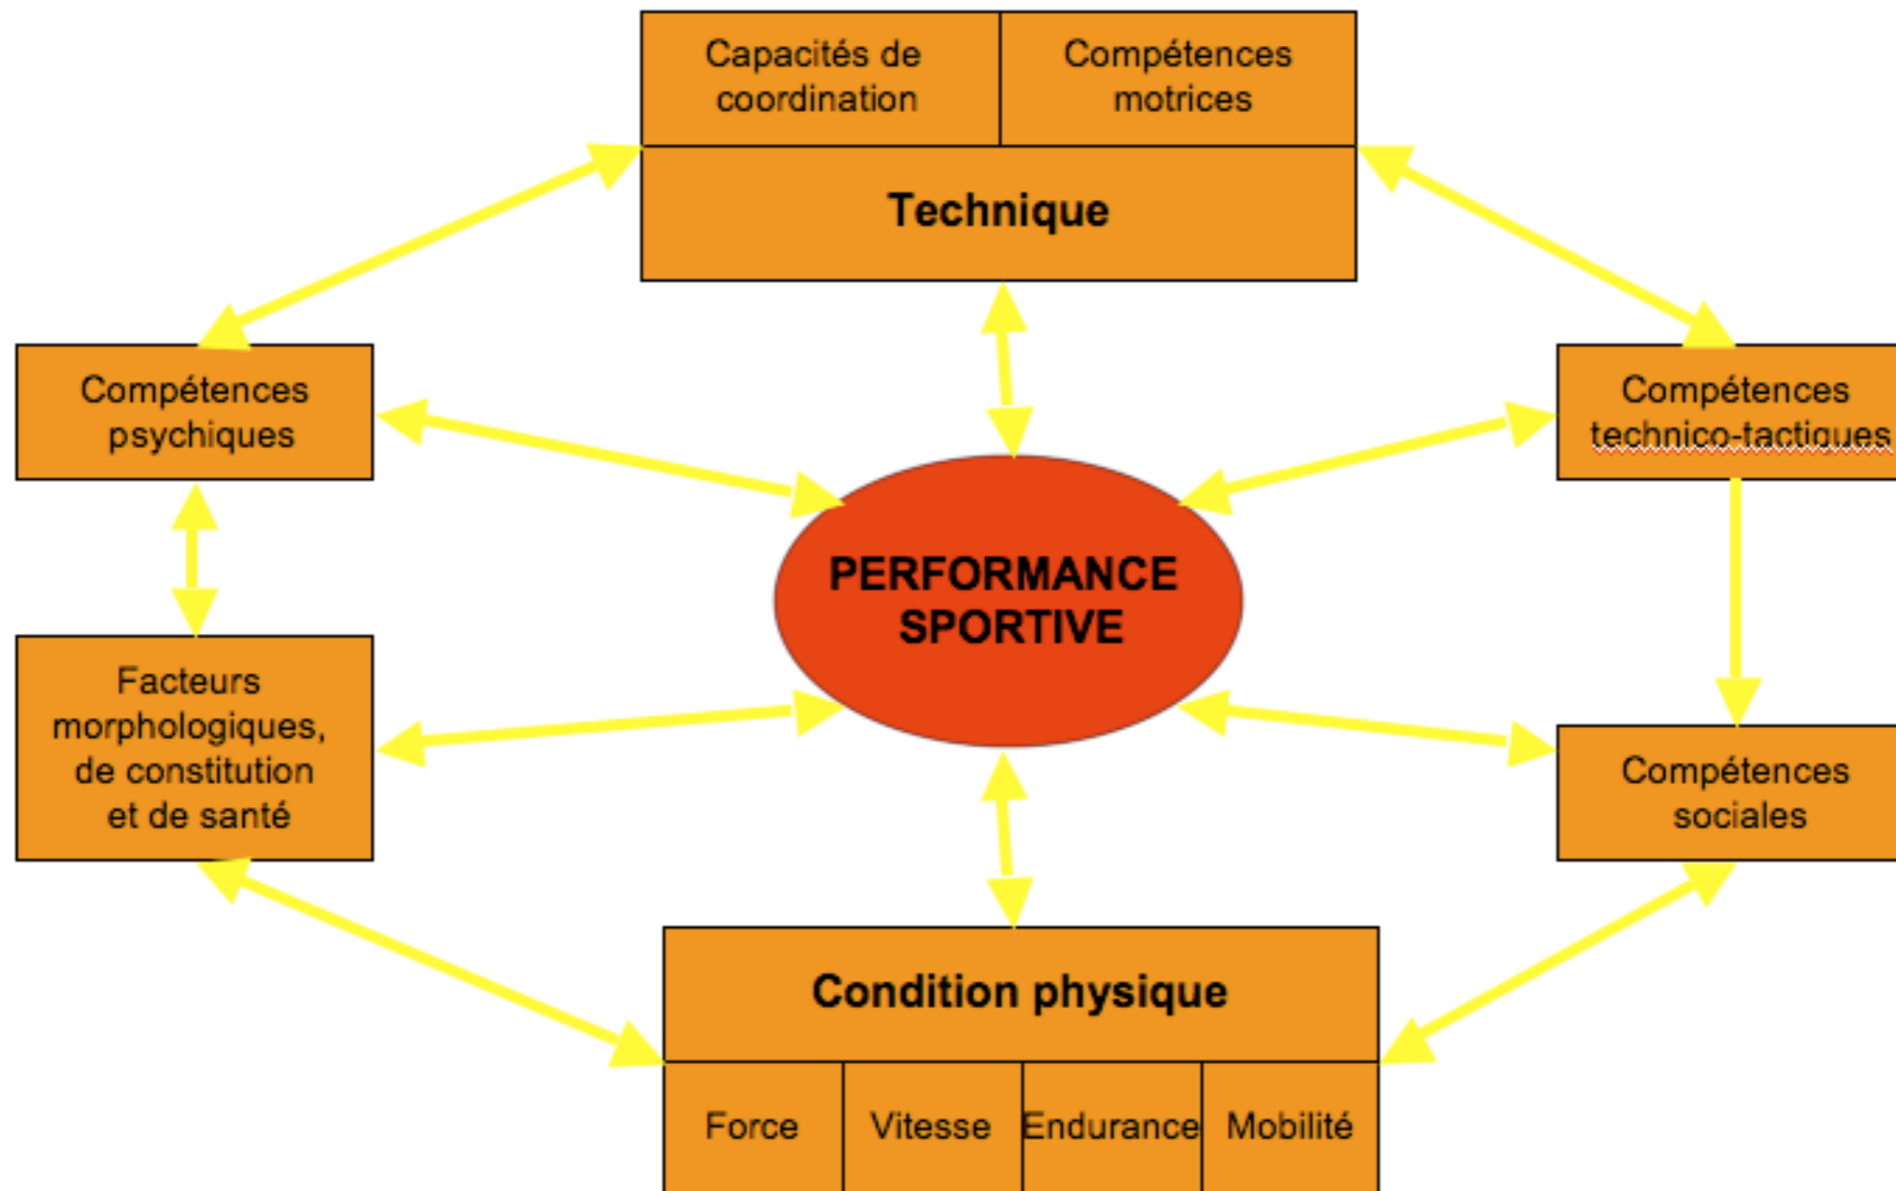 Capacités de
coordination
Compétences
motrices
Technique
Compétences
psychiques
Compétences
technico-tactiques
PERFORMANCE
SPORTIVE
Facteurs
morphologiques,
de constitution
et de santé
Compétences
sociales
Condition physique
Force
Vitesse
Endurance
Mobilité